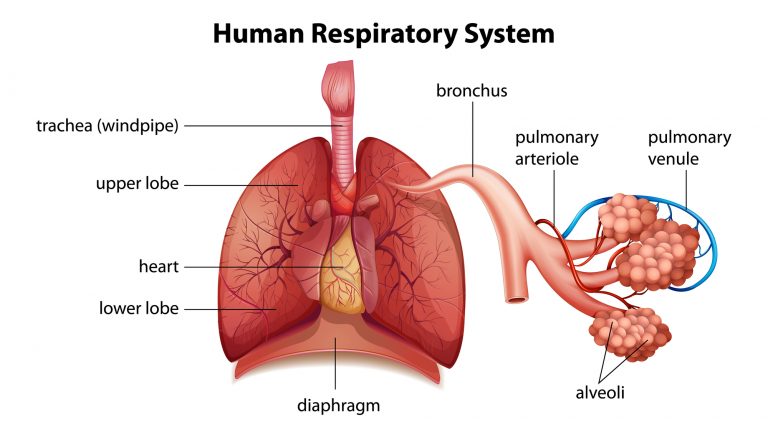 Human Respiratory System
bronchus
trachea (windpipe)
pulmonary
arteriole
pulmonary
venule
upper lobe
heart
lower lobe
diaphragm
alveoli